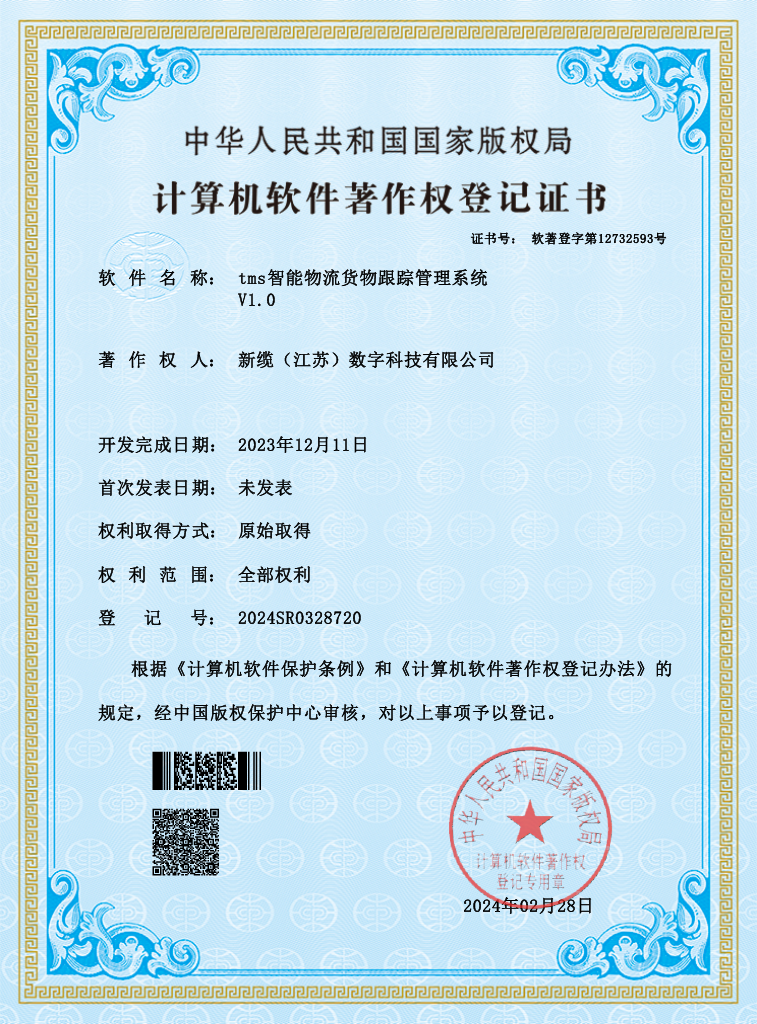 中华人民共和国国家版权局
计算机软件著作权登记证书
证书号： 软著登字第12732593号
软件名称： tms智能物流货物跟踪管理系统
V1.0
著作权人： 新缆（江苏）数字科技有限公司
开发完成日期： 2023年12月11日
首次发表日期： 未发表
权利取得方式： 原始取得
权利范围： 全部权利
登记号： 2024SR0328720
根据《计算机软件保护条例》和《计算机软件著作权登记办法》的
规定，经中国版权保护中心审核，对以上事项予以登记。
中华人民共和国国家版权局
计算机软件著作权
登记专用章
2024年02月28日